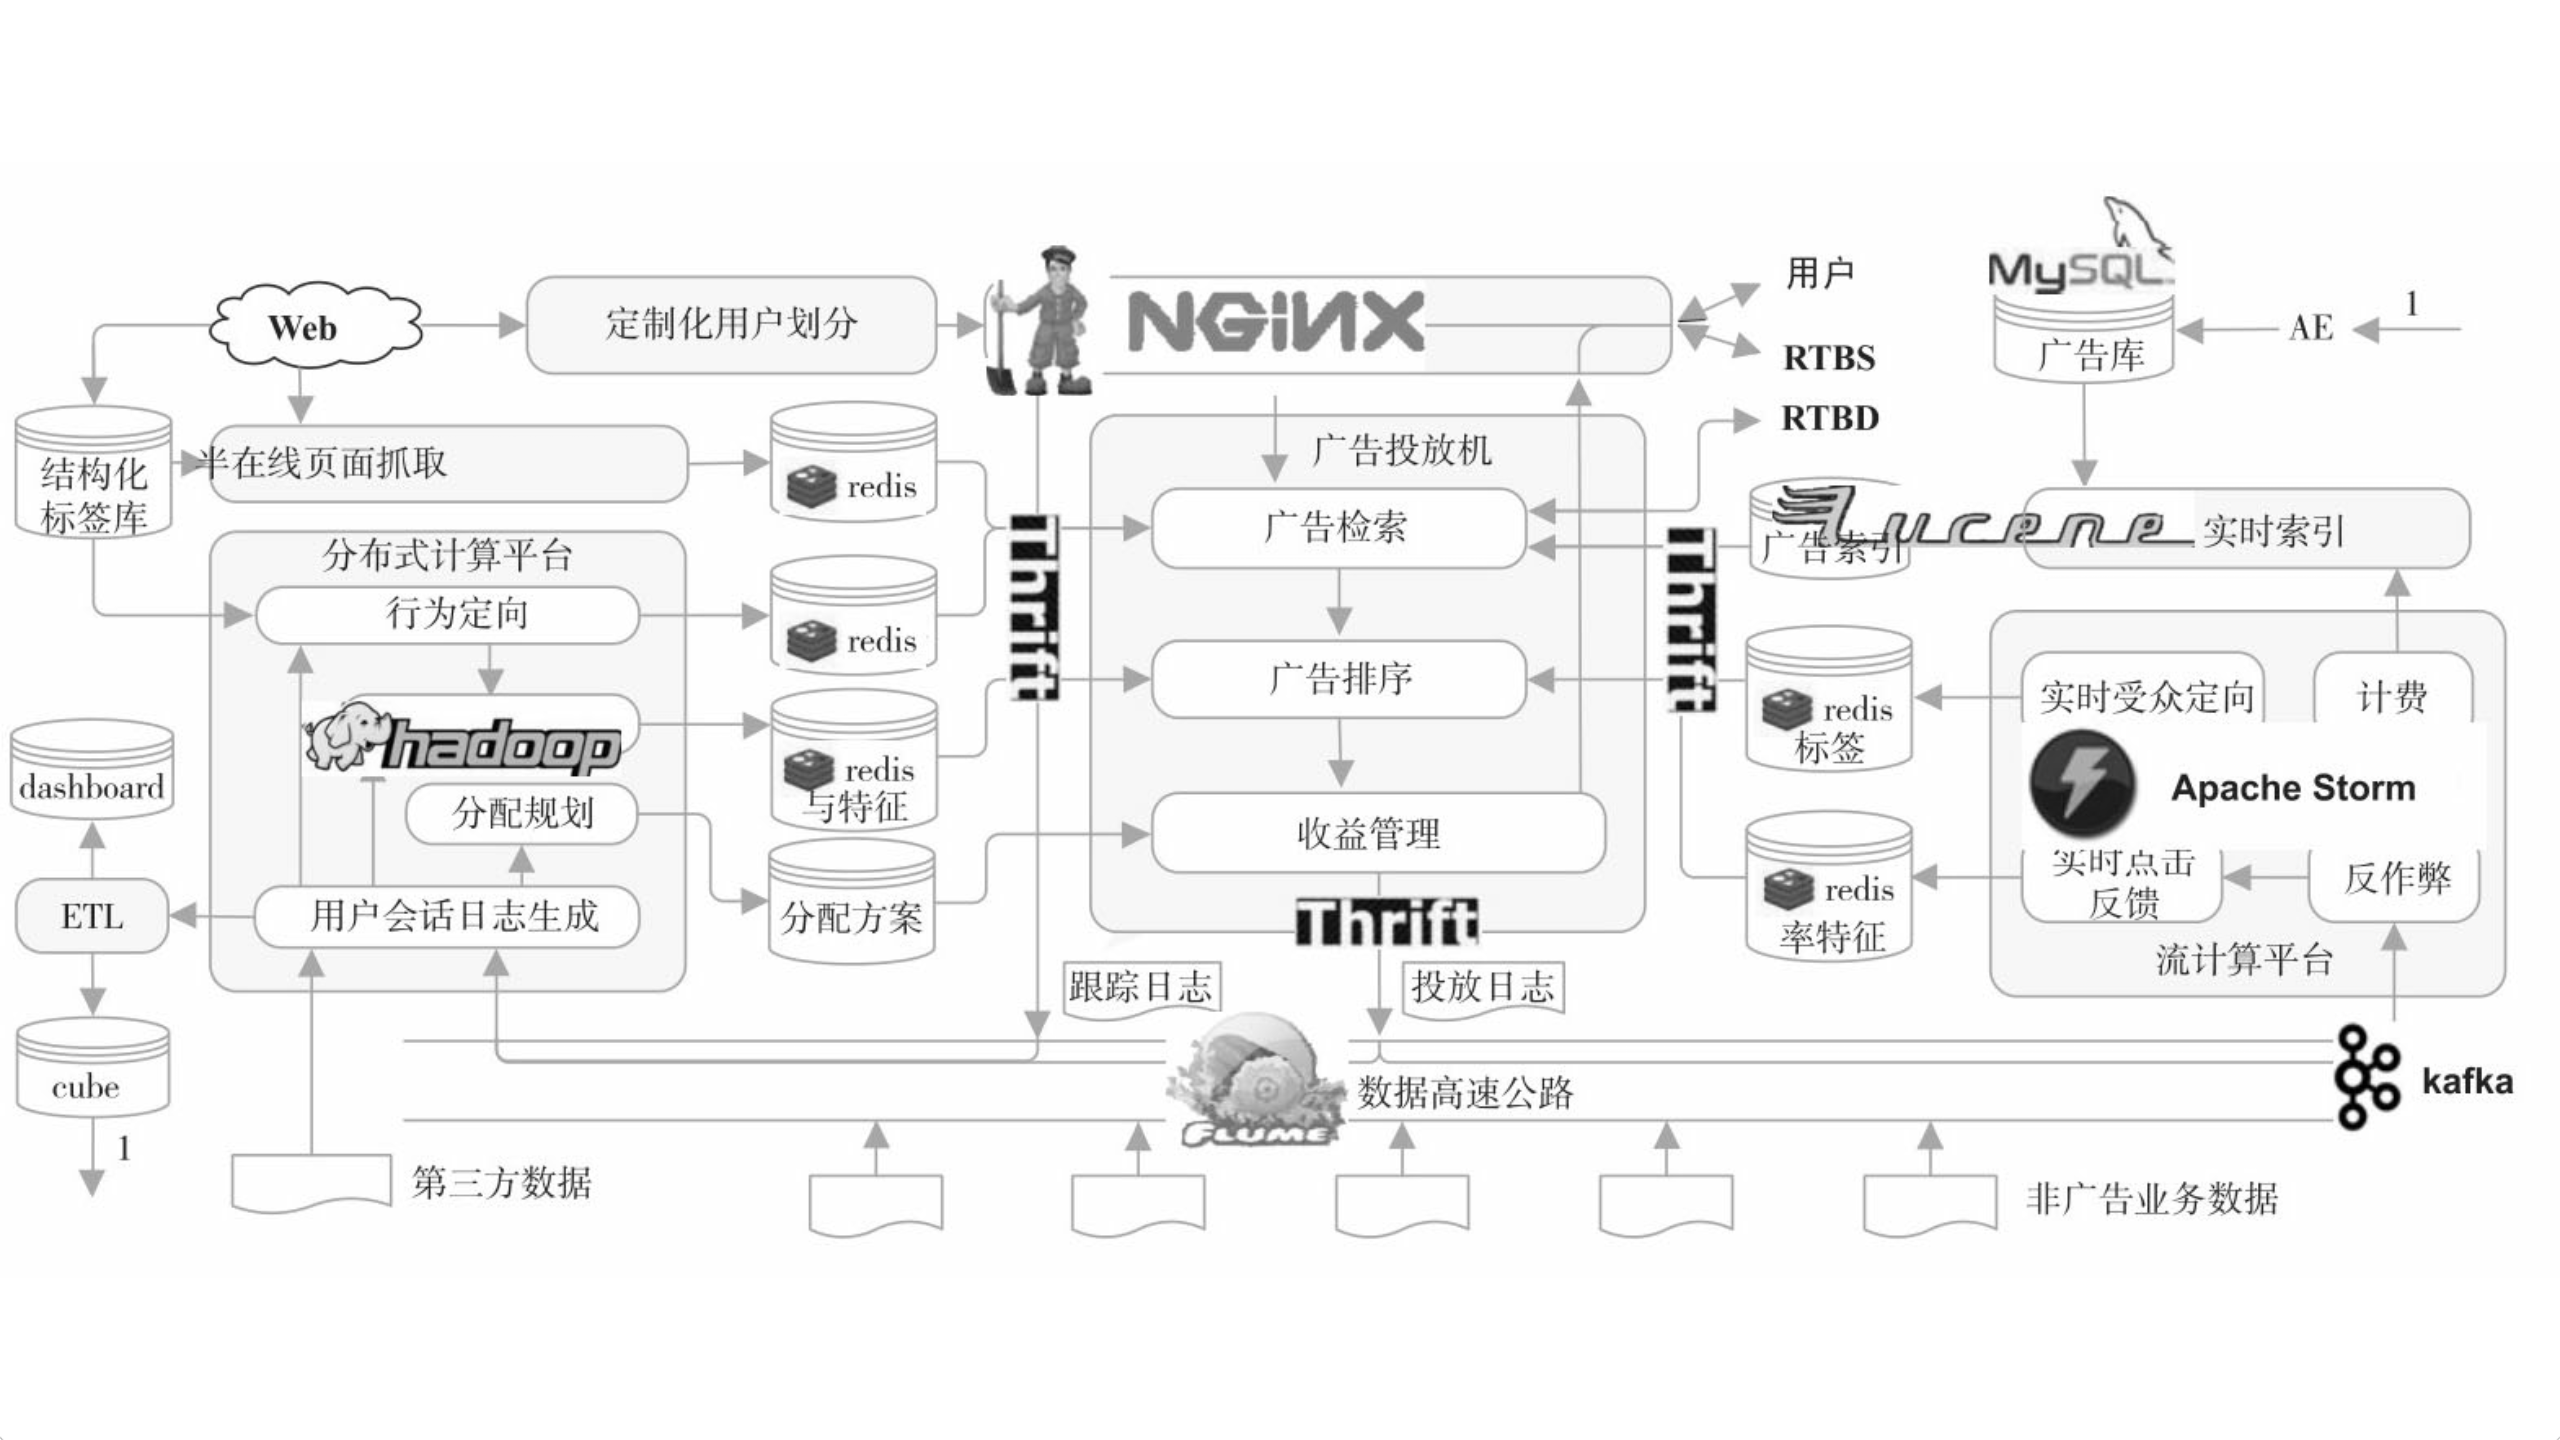 MySQL
用户
Web
定制化用户划分
NGiNX
RTBS
广告库
AE
1
RTBD
结构化
标签库
半在线页面抓取
redis
广告投放机
广告检索
Lucene
广告索引
实时索引
分布式计算平台
行为定向
redis
Thrift
Thrift
广告排序
redis
标签
实时受众定向
计费
hadoop
redis
与特征
dashboard
Apache Storm
分配规划
收益管理
ETL
用户会话日志生成
分配方案
Thrift
redis
率特征
实时点击
反馈
反作弊
流计算平台
跟踪日志
投放日志
cube
1
FLUME
数据高速公路
kafka
第三方数据
非广告业务数据